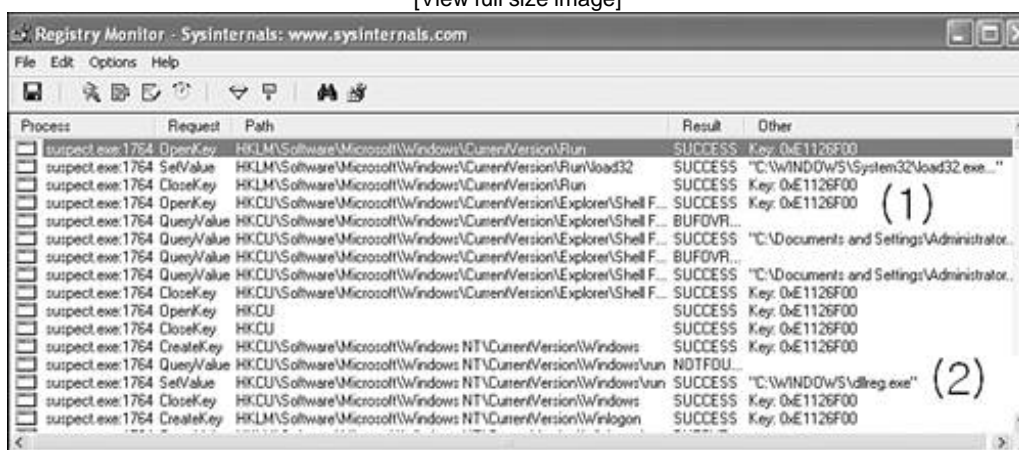 [View full size image]
Registry Monitor - Sysinternals: www.sysinternals.com
File Edit Options Help
Process Request Path Result Other
suspect.exe:1764 OpenKey HKLM\Software\Microsoft\Windows\CurrentVersion\Run SUCCESS Key: 0xE1126F00
suspect.exe:1764 SetValue HKLM\Software\Microsoft\Windows\CurrentVersion\Run\load32 SUCCESS "C:\WINDOWS\System32\load32.exe..."
suspect.exe:1764 CloseKey HKLM\Software\Microsoft\Windows\CurrentVersion\Run SUCCESS Key: 0xE1126F00
suspect.exe:1764 OpenKey HKCU\Software\Microsoft\Windows\CurrentVersion\Explorer\Shell F... SUCCESS Key: 0xE1126F00 (1)
suspect.exe:1764 QueryValue HKCU\Software\Microsoft\Windows\CurrentVersion\Explorer\Shell F... BUFOVR...
suspect.exe:1764 QueryValue HKCU\Software\Microsoft\Windows\CurrentVersion\Explorer\Shell F... SUCCESS "C:\Documents and Settings\Administrator...
suspect.exe:1764 QueryValue HKCU\Software\Microsoft\Windows\CurrentVersion\Explorer\Shell F... BUFOVR...
suspect.exe:1764 QueryValue HKCU\Software\Microsoft\Windows\CurrentVersion\Explorer\Shell F... SUCCESS "C:\Documents and Settings\Administrator...
suspect.exe:1764 CloseKey HKCU\Software\Microsoft\Windows\CurrentVersion\Explorer\Shell F... SUCCESS Key: 0xE1126F00
suspect.exe:1764 OpenKey HKCU SUCCESS Key: 0xE1126F00
suspect.exe:1764 CloseKey HKCU SUCCESS Key: 0xE1126F00
suspect.exe:1764 CreateKey HKCU\Software\Microsoft\Windows NT\CurrentVersion\Windows SUCCESS Key: 0xE1126F00
suspect.exe:1764 QueryValue HKCU\Software\Microsoft\Windows NT\CurrentVersion\Windows\run NOTFOU...
suspect.exe:1764 SetValue HKCU\Software\Microsoft\Windows NT\CurrentVersion\Windows\run SUCCESS "C:\WINDOWS\dllreg.exe" (2)
suspect.exe:1764 CloseKey HKCU\Software\Microsoft\Windows NT\CurrentVersion\Windows SUCCESS Key: 0xE1126F00
suspect.exe:1764 CreateKey HKLM\Software\Microsoft\Windows NT\CurrentVersion\Winlogon SUCCESS Key: 0xE1126F00